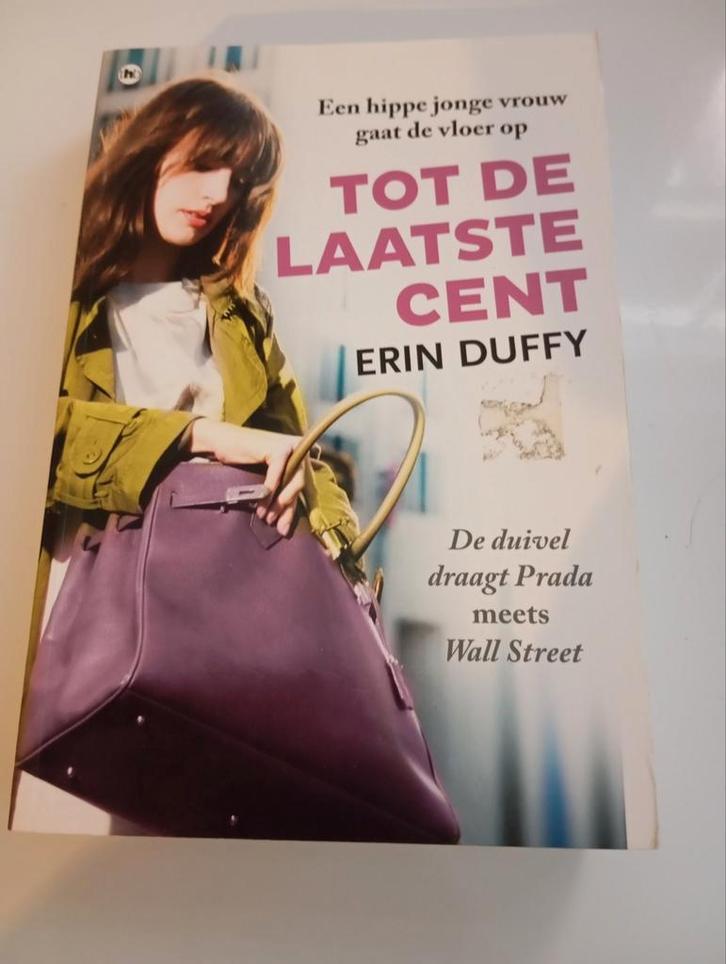 h
Een hippe jonge vrouw
gaat de vloer op
TOT DE
LAATSTE
CENT
ERIN DUFFY
De duivel
draagt Prada
meets
Wall Street